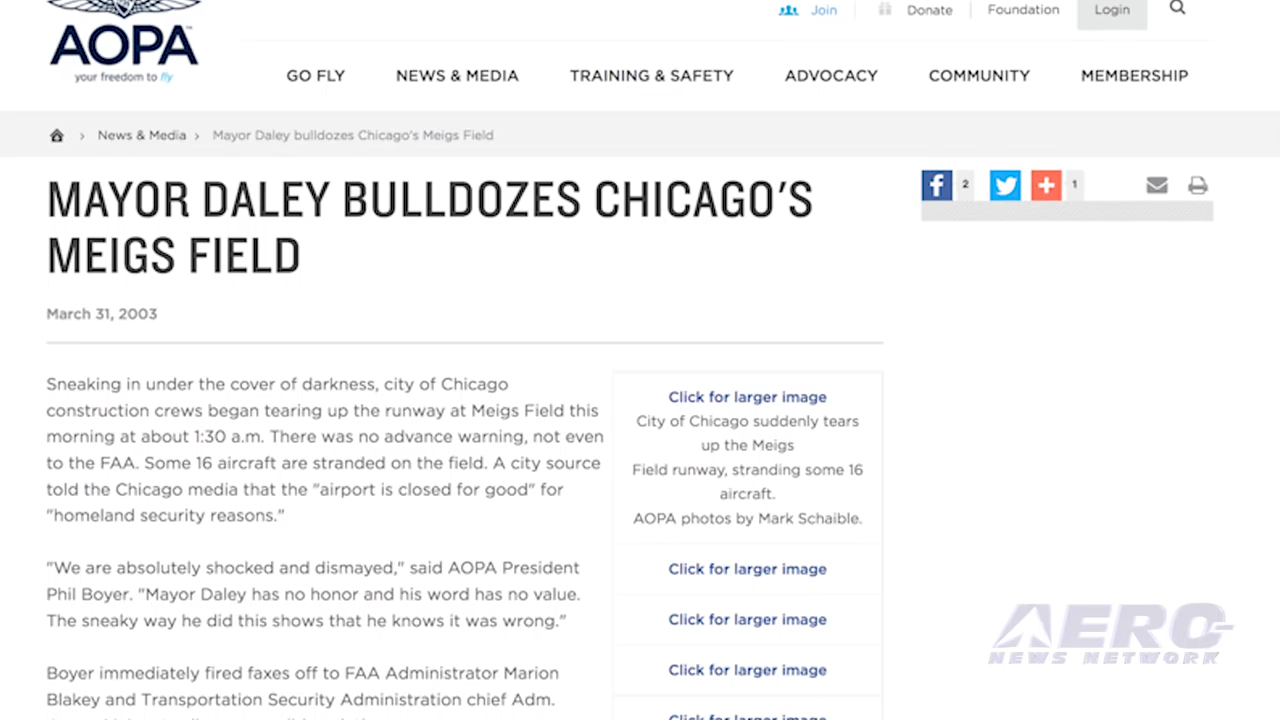 AOPA
your freedom to fly
Join
Donate
Foundation
Login
GO FLY
NEWS & MEDIA
TRAINING & SAFETY
ADVOCACY
COMMUNITY
MEMBERSHIP
› News & Media › Mayor Daley bulldozes Chicago's Meigs Field
MAYOR DALEY BULLDOZES CHICAGO'S
MEIGS FIELD
2
1
March 31, 2003
Sneaking in under the cover of darkness, city of Chicago
construction crews began tearing up the runway at Meigs Field this
morning at about 1:30 a.m. There was no advance warning, not even
to the FAA. Some 16 aircraft are stranded on the field. A city source
told the Chicago media that the "airport is closed for good" for
"homeland security reasons."
"We are absolutely shocked and dismayed," said AOPA President
Phil Boyer. "Mayor Daley has no honor and his word has no value.
The sneaky way he did this shows that he knows it was wrong."
Boyer immediately fired faxes off to FAA Administrator Marion
Blakey and Transportation Security Administration chief Adm.
Click for larger image
City of Chicago suddenly tears
up the Meigs
Field runway, stranding some 16
aircraft.
AOPA photos by Mark Schaible.
Click for larger image
Click for larger image
Click for larger image
Click for larger image
AERO
NEWS NETWORK